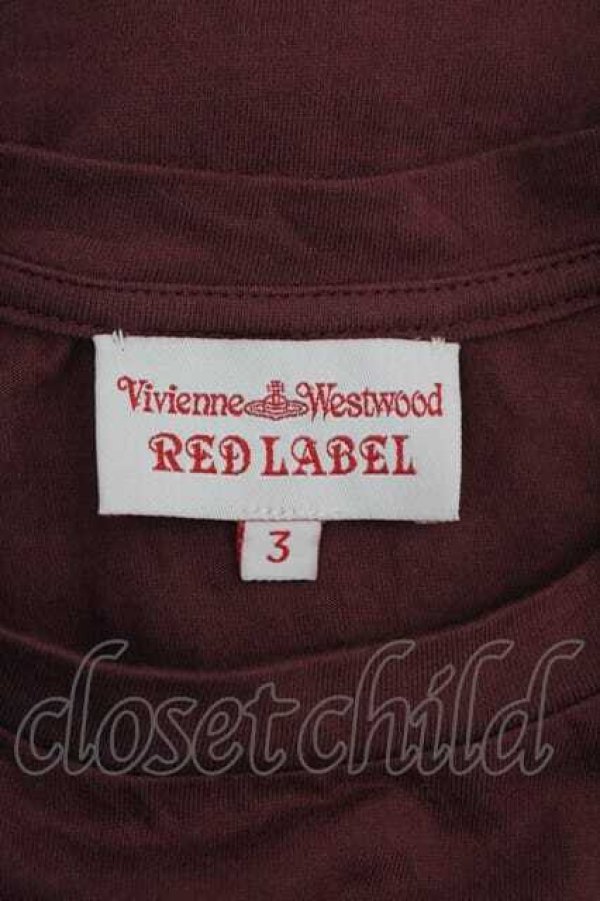 Vivienne Westwood
RED LABEL
3
closet child